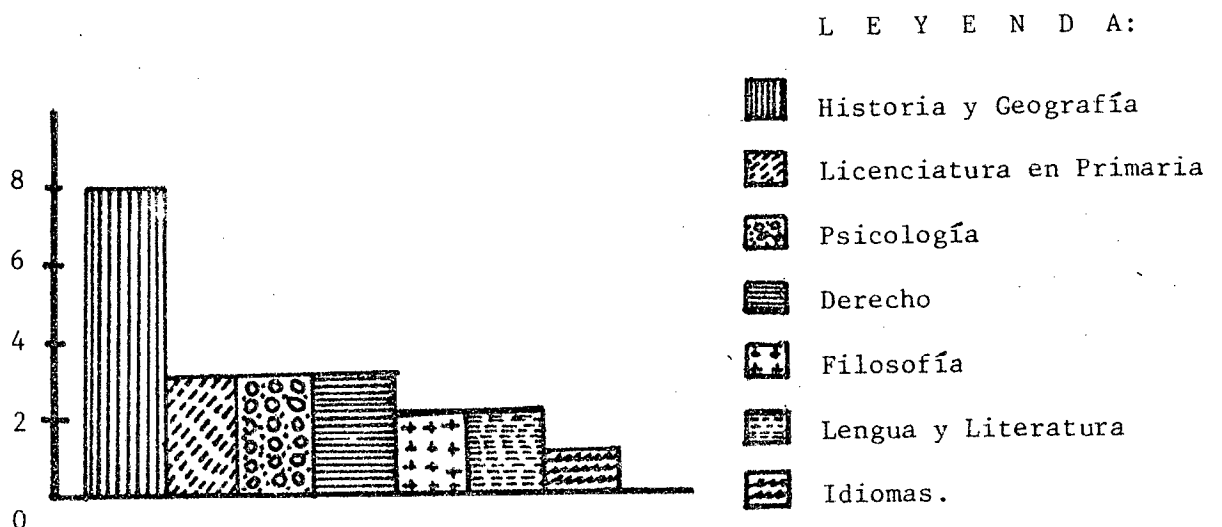 L E Y E N D A:
Historia y Geografía
Licenciatura en Primaria
Psicología
Derecho
Filosofía
Lengua y Literatura
Idiomas.
8
6
4
2
0